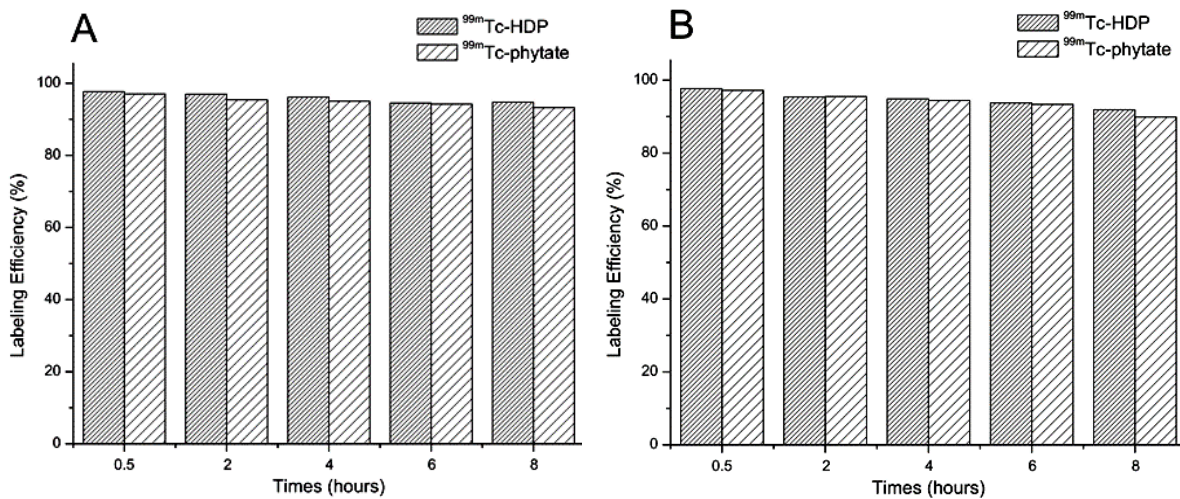 A
⁹⁹ᵐTc-HDP
⁹⁹ᵐTc-phytate
Labeling Efficiency (%)
100
80
60
40
20
0
0.5 2 4 6 8
Times (hours)
B
⁹⁹ᵐTc-HDP
⁹⁹ᵐTc-phytate
Labeling Efficiency (%)
100
80
60
40
20
0
0.5 2 4 6 8
Times (hours)